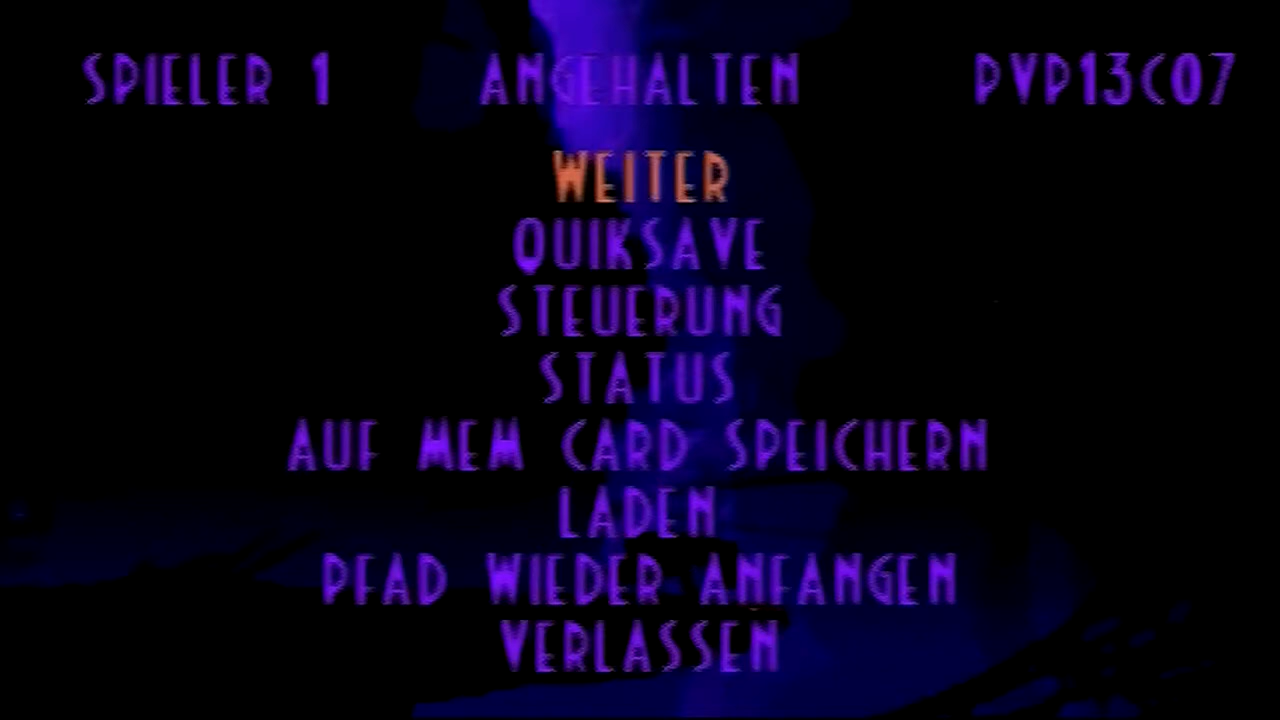 SPIELER 1 ANGEHALTEN PVP13C07
WEITER
QUIKSAVE
STEUERUNG
STATUS
AUF MEM CARD SPEICHERN
LADEN
PFAD WIEDER ANFANGEN
VERLASSEN